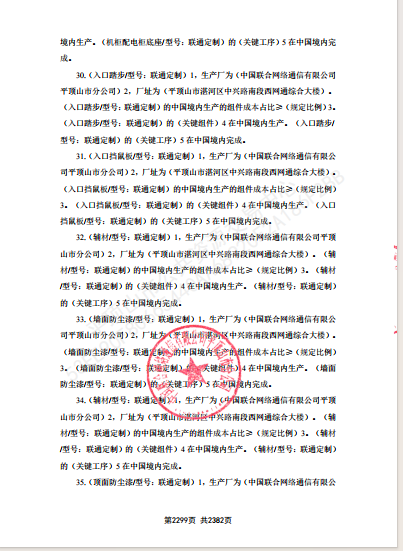 境内生产。（机柜配电柜底座/型号：联通定制）的（关键工序）5 在中国境内完
成。
30.（入口踏步/型号：联通定制）1，生产厂为（中国联合网络通信有限公司
平顶山市分公司）2，厂址为（平顶山市湛河区中兴路南段西网通综合大楼）。
（入口踏步/型号：联通定制）的中国境内生产的组件成本占比≥（规定比例）3。
（入口踏步/型号：联通定制）的（关键组件）4 在中国境内生产。（入口踏步/
型号：联通定制）的（关键工序）5 在中国境内完成。
31.（入口挡鼠板/型号：联通定制）1，生产厂为（中国联合网络通信有限公
司平顶山市分公司）2，厂址为（平顶山市湛河区中兴路南段西网通综合大楼）。
（入口挡鼠板/型号：联通定制）的中国境内生产的组件成本占比≥（规定比例）
3。（入口挡鼠板/型号：联通定制）的（关键组件）4 在中国境内生产。（入口
挡鼠板/型号：联通定制）的（关键工序）5 在中国境内完成。
32.（辅材/型号：联通定制）1，生产厂为（中国联合网络通信有限公司平顶
山市分公司）2，厂址为（平顶山市湛河区中兴路南段西网通综合大楼）。（辅
材/型号：联通定制）的中国境内生产的组件成本占比≥（规定比例）3。（辅材
/型号：联通定制）的（关键组件）4 在中国境内生产。（辅材/型号：联通定制）
的（关键工序）5 在中国境内完成。
33.（墙面防尘漆/型号：联通定制）1，生产厂为（中国联合网络通信有限公
司平顶山市分公司）2，厂址为（平顶山市湛河区中兴路南段西网通综合大楼）。
（墙面防尘漆/型号：联通定制）的中国境内生产的组件成本占比≥（规定比例）
3。（墙面防尘漆/型号：联通定制）的（关键组件）4 在中国境内生产。（墙面
防尘漆/型号：联通定制）的（关键工序）5 在中国境内完成。
34.（辅材/型号：联通定制）1，生产厂为（中国联合网络通信有限公司平顶
山市分公司）2，厂址为（平顶山市湛河区中兴路南段西网通综合大楼）。（辅
材/型号：联通定制）的中国境内生产的组件成本占比≥（规定比例）3。（辅材
/型号：联通定制）的（关键组件）4 在中国境内生产。（辅材/型号：联通定制）
的（关键工序）5 在中国境内完成。
35.（顶面防尘漆/型号：联通定制）1，生产厂为（中国联合网络通信有限公
第2299页 共2382页